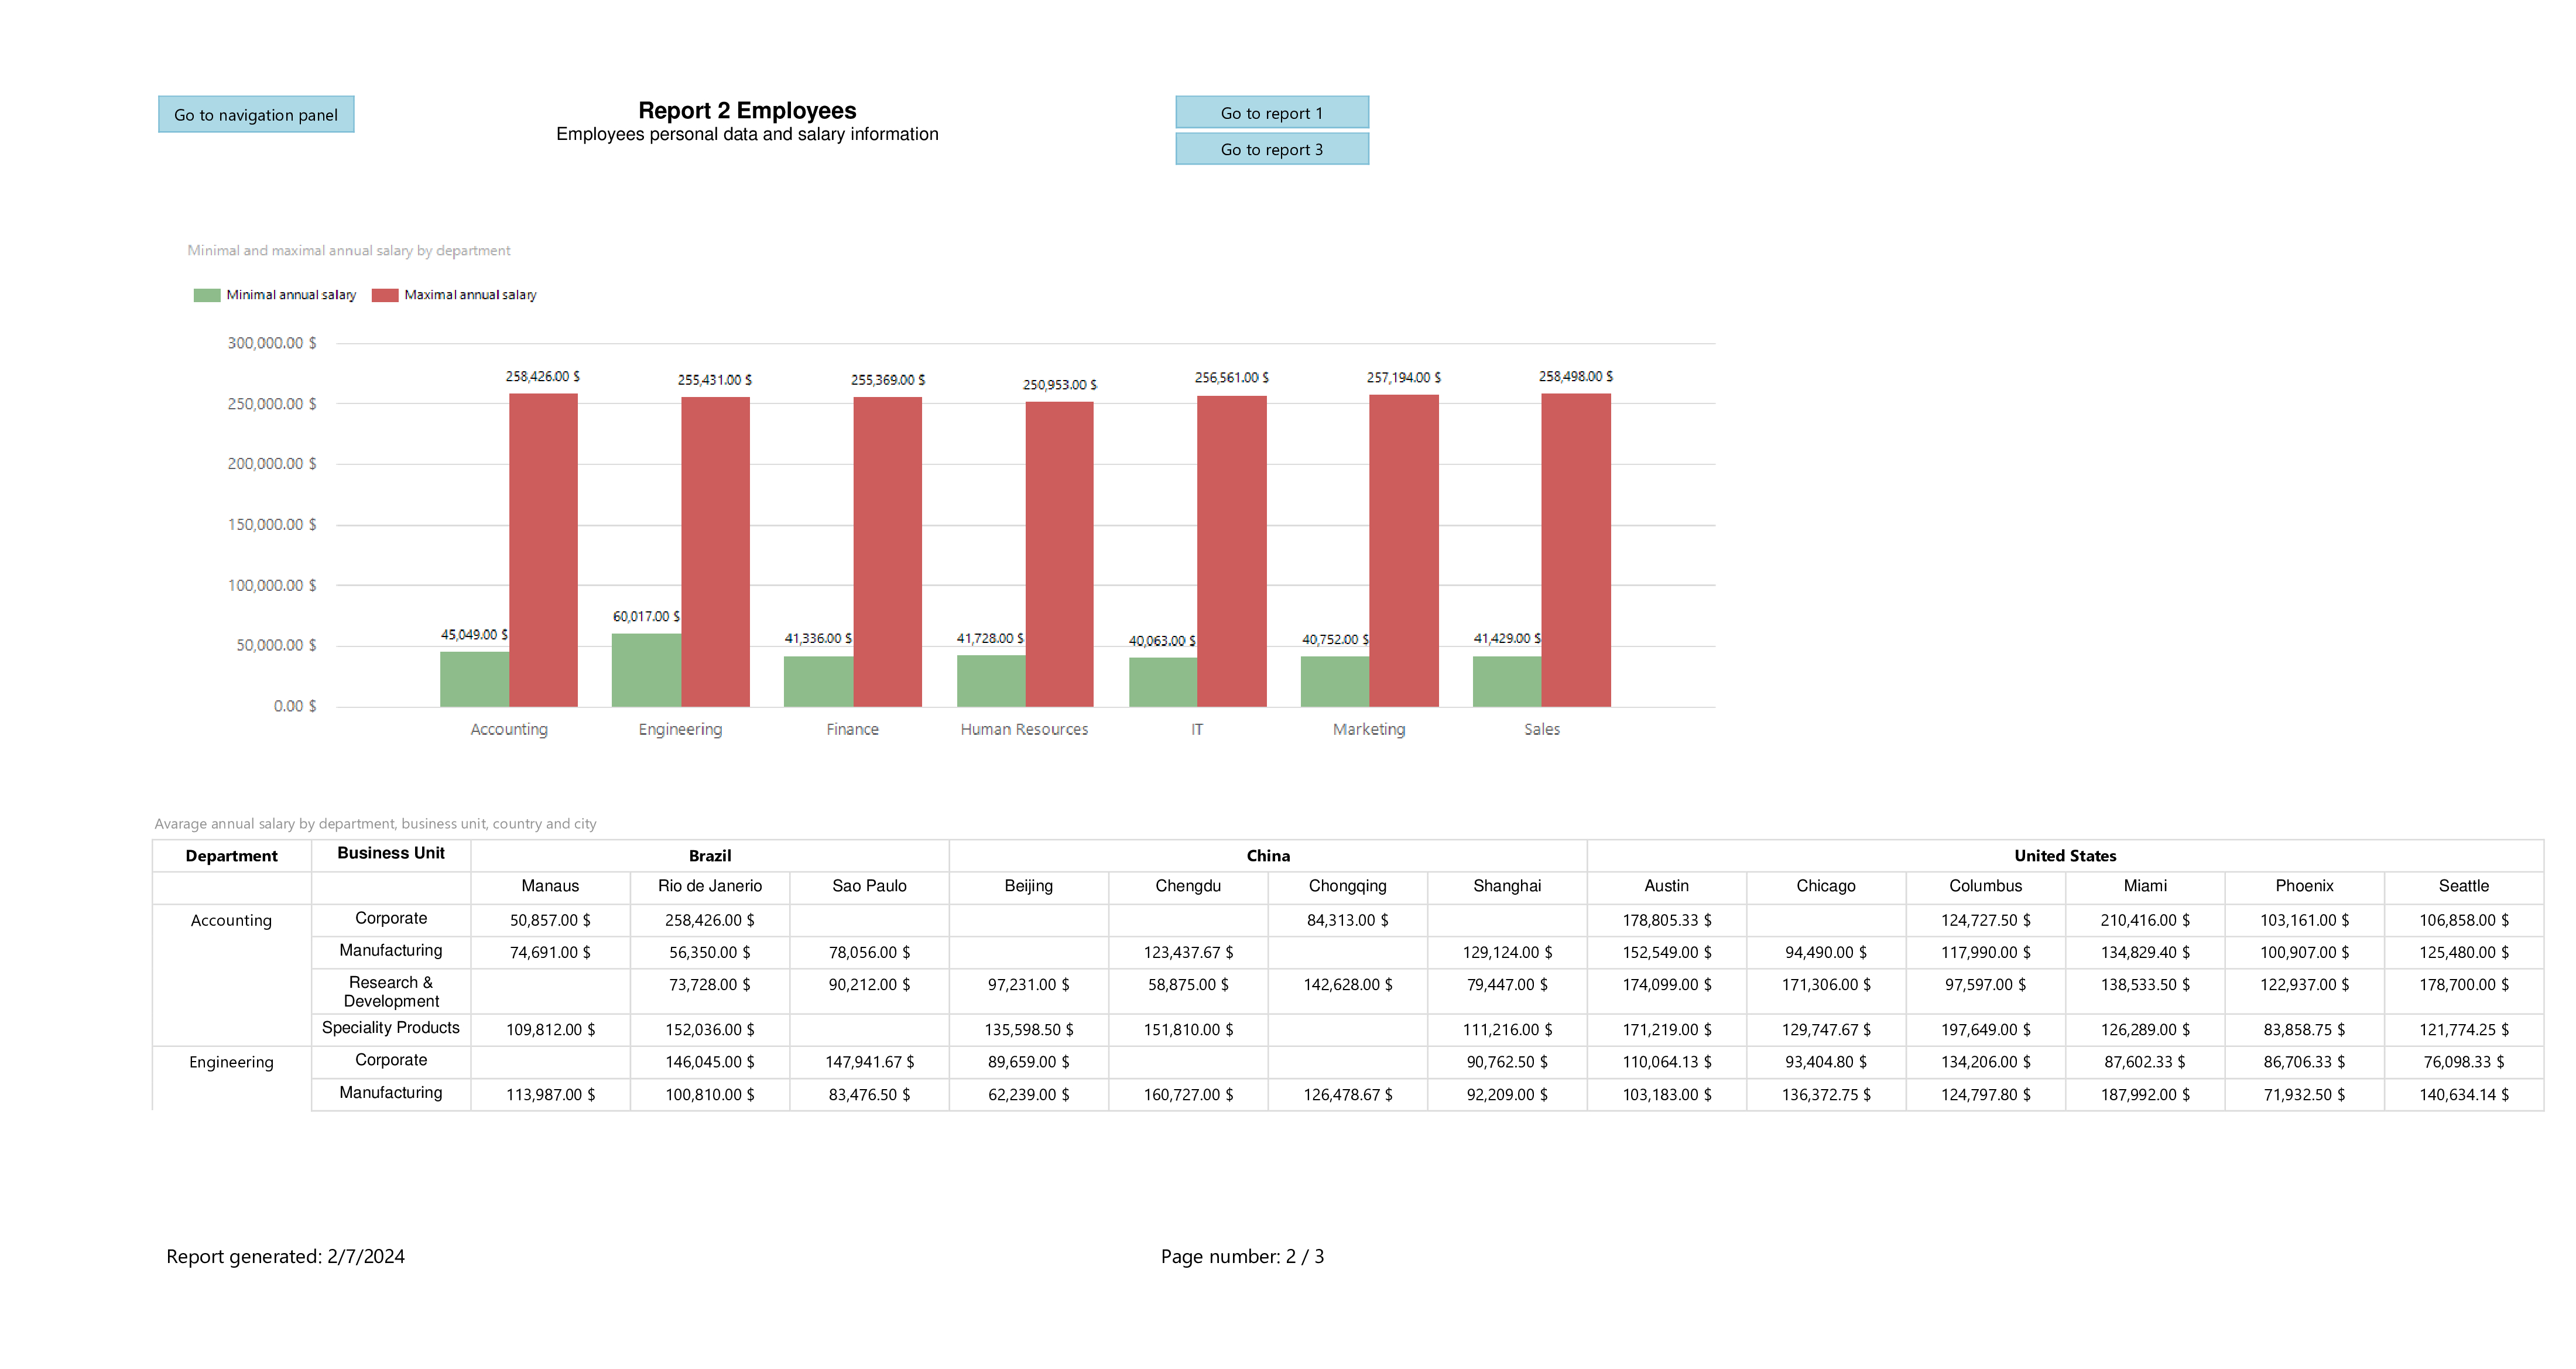 Go to navigation panel
Report 2 Employees
Employees personal data and salary information
Go to report 1
Go to report 3
Minimal and maximal annual salary by department
Minimal annual salary Maximal annual salary
300,000.00 $
250,000.00 $
200,000.00 $
150,000.00 $
100,000.00 $
50,000.00 $
0.00 $
258,426.00 $ 255,431.00 $ 255,369.00 $ 250,953.00 $ 256,561.00 $ 257,194.00 $ 258,498.00 $
45,049.00 $ 60,017.00 $ 41,336.00 $ 41,728.00 $ 40,063.00 $ 40,752.00 $ 41,429.00 $
Accounting Engineering Finance Human Resources IT Marketing Sales
Avarage annual salary by department, business unit, country and city
Department Business Unit Brazil China United States
Manaus Rio de Janerio Sao Paulo Beijing Chengdu Chongqing Shanghai Austin Chicago Columbus Miami Phoenix Seattle
Accounting Corporate 50,857.00 $ 258,426.00 $ 84,313.00 $ 178,805.33 $ 124,727.50 $ 210,416.00 $ 103,161.00 $ 106,858.00 $
Manufacturing 74,691.00 $ 56,350.00 $ 78,056.00 $ 123,437.67 $ 129,124.00 $ 152,549.00 $ 94,490.00 $ 117,990.00 $ 134,829.40 $ 100,907.00 $ 125,480.00 $
Research &
Development 73,728.00 $ 90,212.00 $ 97,231.00 $ 58,875.00 $ 142,628.00 $ 79,447.00 $ 174,099.00 $ 171,306.00 $ 97,597.00 $ 138,533.50 $ 122,937.00 $ 178,700.00 $
Speciality Products 109,812.00 $ 152,036.00 $ 135,598.50 $ 151,810.00 $ 111,216.00 $ 171,219.00 $ 129,747.67 $ 197,649.00 $ 126,289.00 $ 83,858.75 $ 121,774.25 $
Engineering Corporate 146,045.00 $ 147,941.67 $ 89,659.00 $ 90,762.50 $ 110,064.13 $ 93,404.80 $ 134,206.00 $ 87,602.33 $ 86,706.33 $ 76,098.33 $
Manufacturing 113,987.00 $ 100,810.00 $ 83,476.50 $ 62,239.00 $ 160,727.00 $ 126,478.67 $ 92,209.00 $ 103,183.00 $ 136,372.75 $ 124,797.80 $ 187,992.00 $ 71,932.50 $ 140,634.14 $
Report generated: 2/7/2024
Page number: 2 / 3